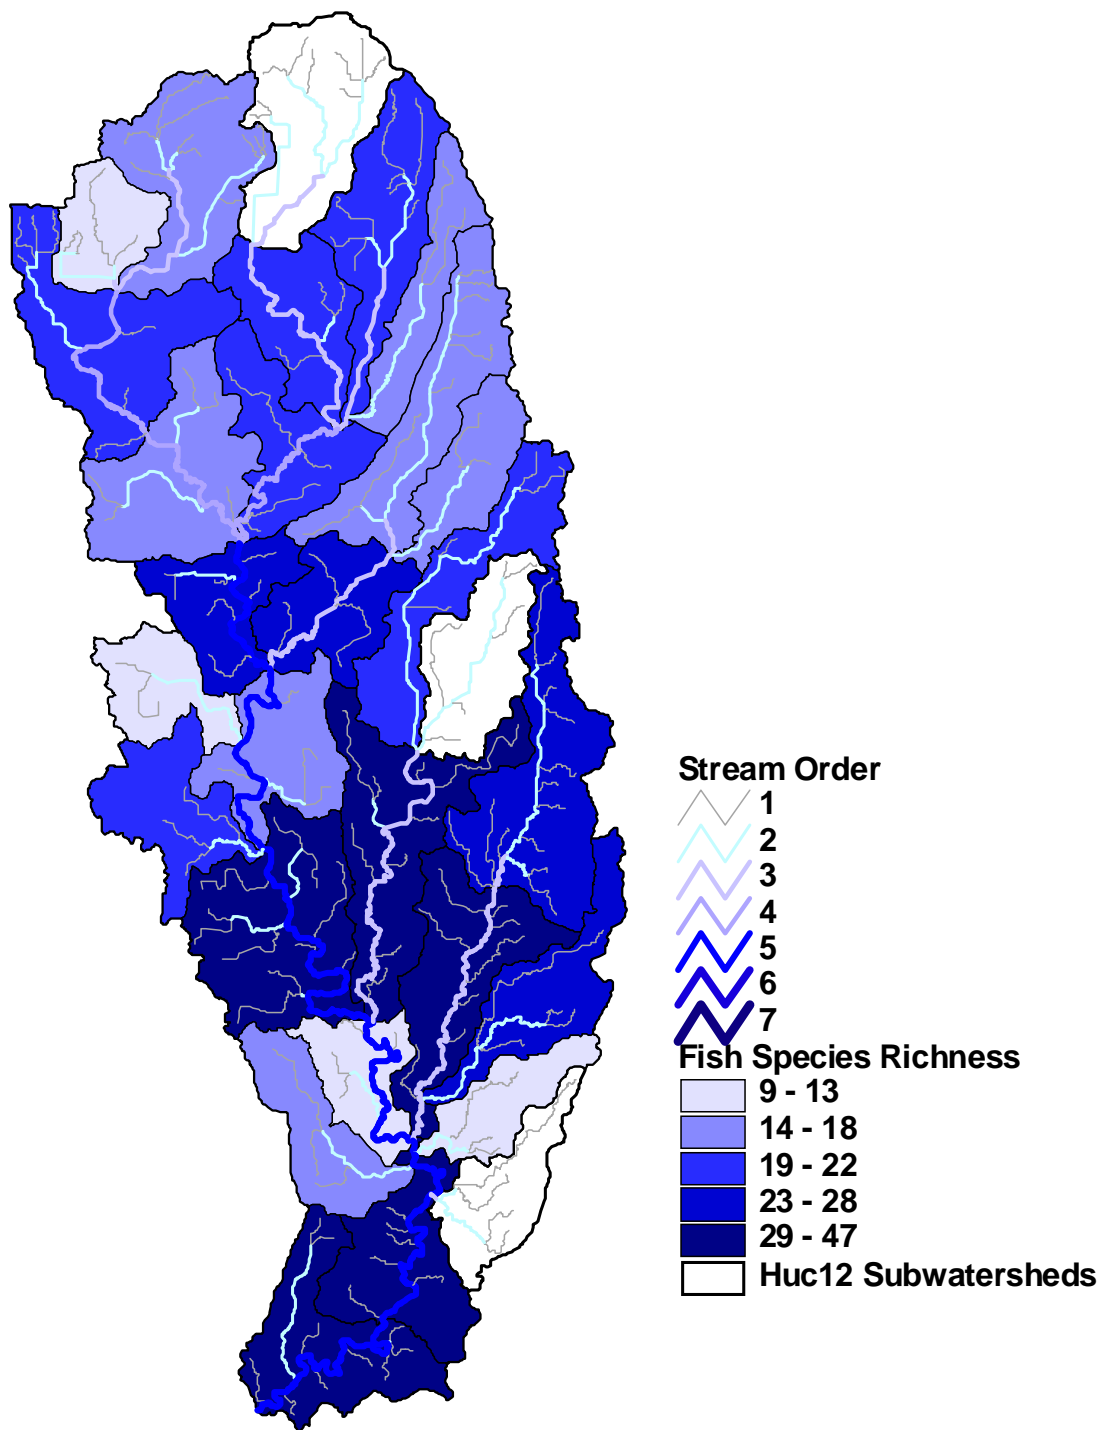 Stream Order
1
2
3
4
5
6
7
Fish Species Richness
9 - 13
14 - 18
19 - 22
23 - 28
29 - 47
Huc12 Subwatersheds